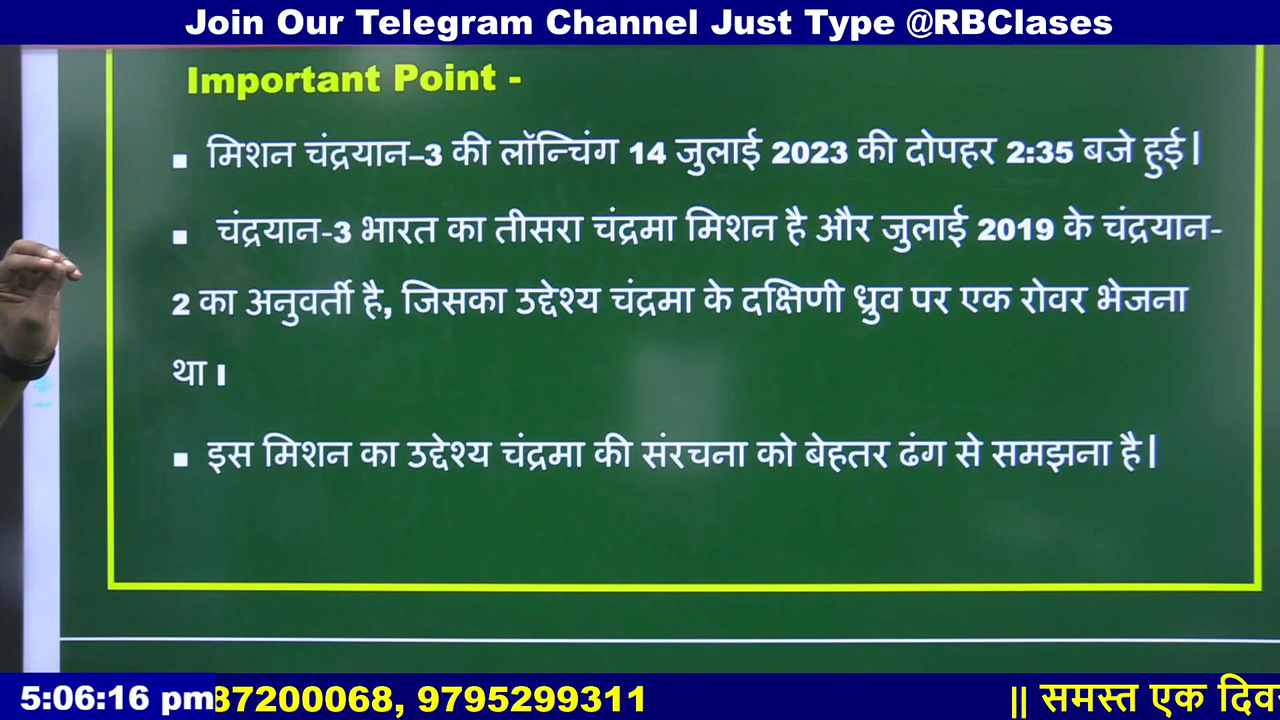 Join Our Telegram Channel Just Type @RBClases
Important Point -
▪ मिशन चंद्रयान–3 की लॉन्चिंग 14 जुलाई 2023 की दोपहर 2:35 बजे हुई|
▪ चंद्रयान-3 भारत का तीसरा चंद्रमा मिशन है और जुलाई 2019 के चंद्रयान-
2 का अनुवर्ती है, जिसका उद्देश्य चंद्रमा के दक्षिणी ध्रुव पर एक रोवर भेजना
था ।
▪ इस मिशन का उद्देश्य चंद्रमा की संरचना को बेहतर ढंग से समझना है|
5:06:16 pm 87200068, 9795299311 || समस्त एक